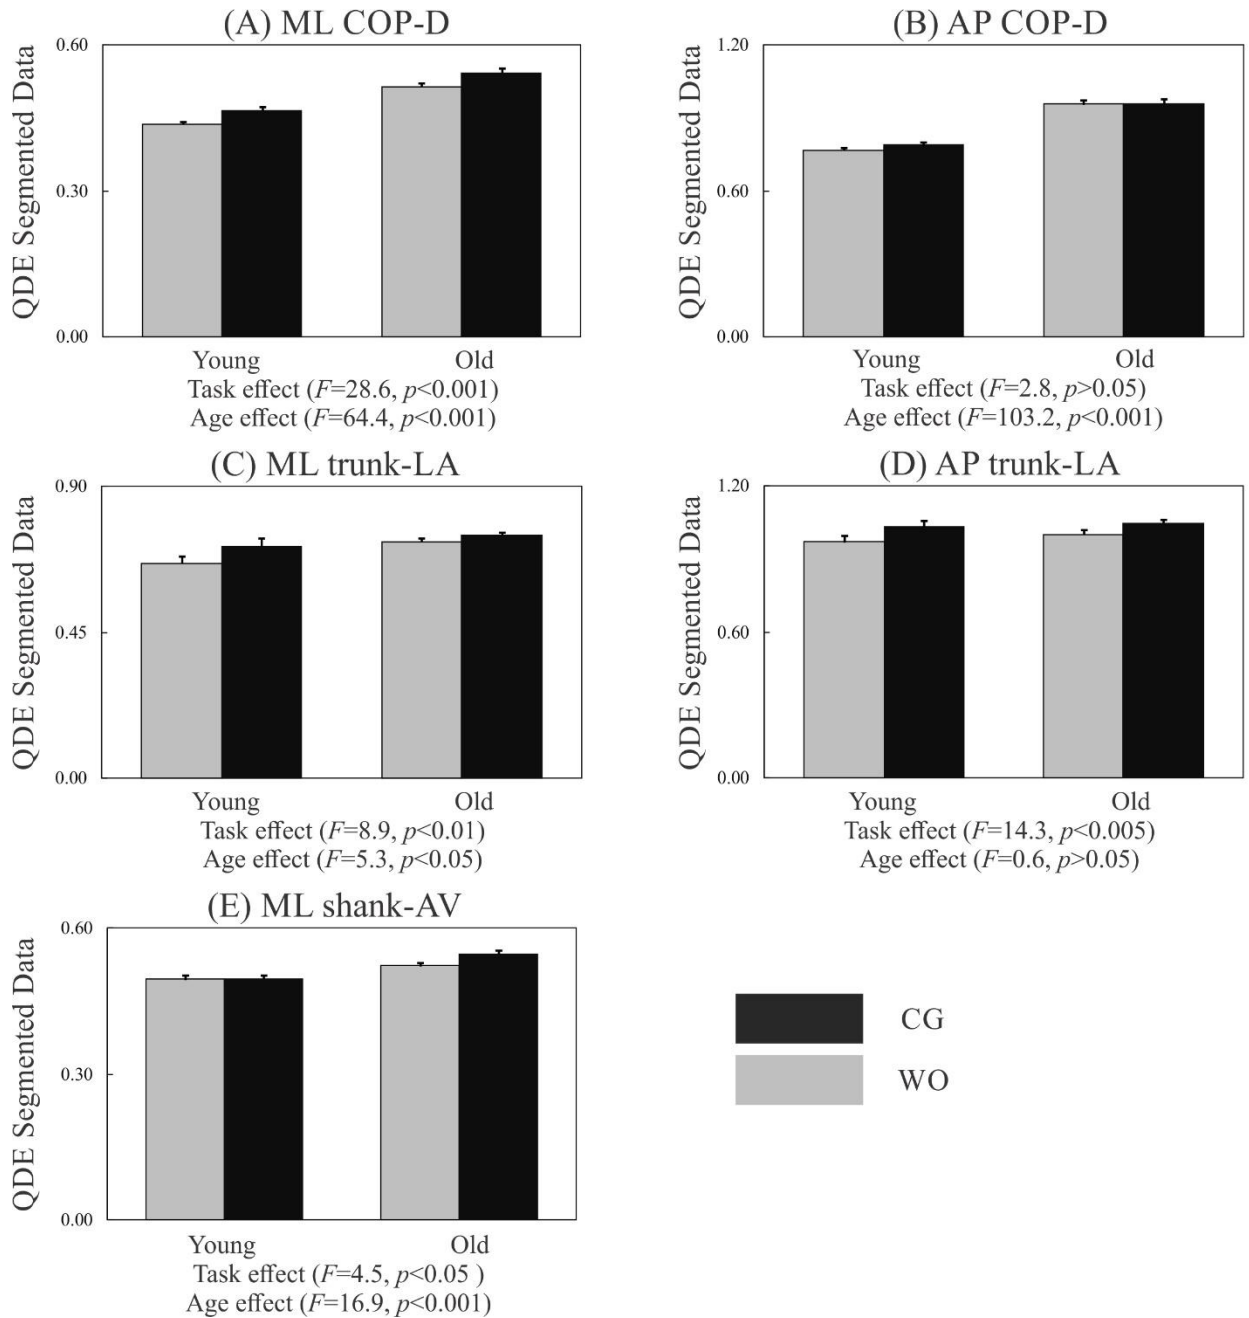 (A) ML COP-D
QDE Segmented Data
0.60
0.30
0.00
Young
Old
Task effect (F=28.6, p<0.001)
Age effect (F=64.4, p<0.001)
(B) AP COP-D
QDE Segmented Data
1.20
0.60
0.00
Young
Old
Task effect (F=2.8, p>0.05)
Age effect (F=103.2, p<0.001)
(C) ML trunk-LA
QDE Segmented Data
0.90
0.45
0.00
Young
Old
Task effect (F=8.9, p<0.01)
Age effect (F=5.3, p<0.05)
(D) AP trunk-LA
QDE Segmented Data
1.20
0.60
0.00
Young
Old
Task effect (F=14.3, p<0.005)
Age effect (F=0.6, p>0.05)
(E) ML shank-AV
QDE Segmented Data
0.60
0.30
0.00
Young
Old
Task effect (F=4.5, p<0.05 )
Age effect (F=16.9, p<0.001)
CG
WO